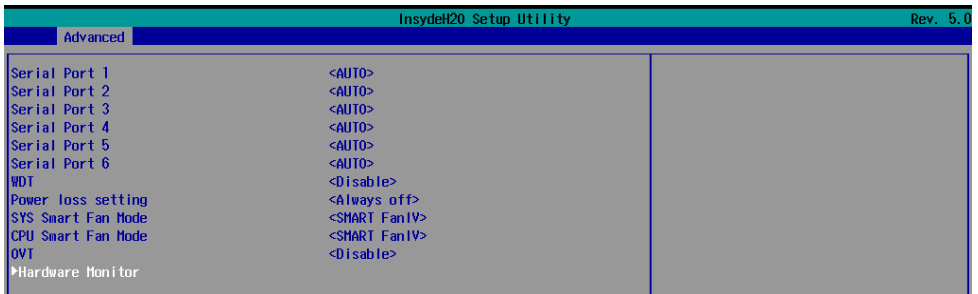 InsydeH20 Setup Utility Rev. 5.0
Advanced
Serial Port 1 <AUTO>
Serial Port 2 <AUTO>
Serial Port 3 <AUTO>
Serial Port 4 <AUTO>
Serial Port 5 <AUTO>
Serial Port 6 <AUTO>
WDT <Disable>
Power loss setting <Always off>
SYS Smart Fan Mode <SMART FanIV>
CPU Smart Fan Mode <SMART FanIV>
OVT <Disable>
▶Hardware Monitor